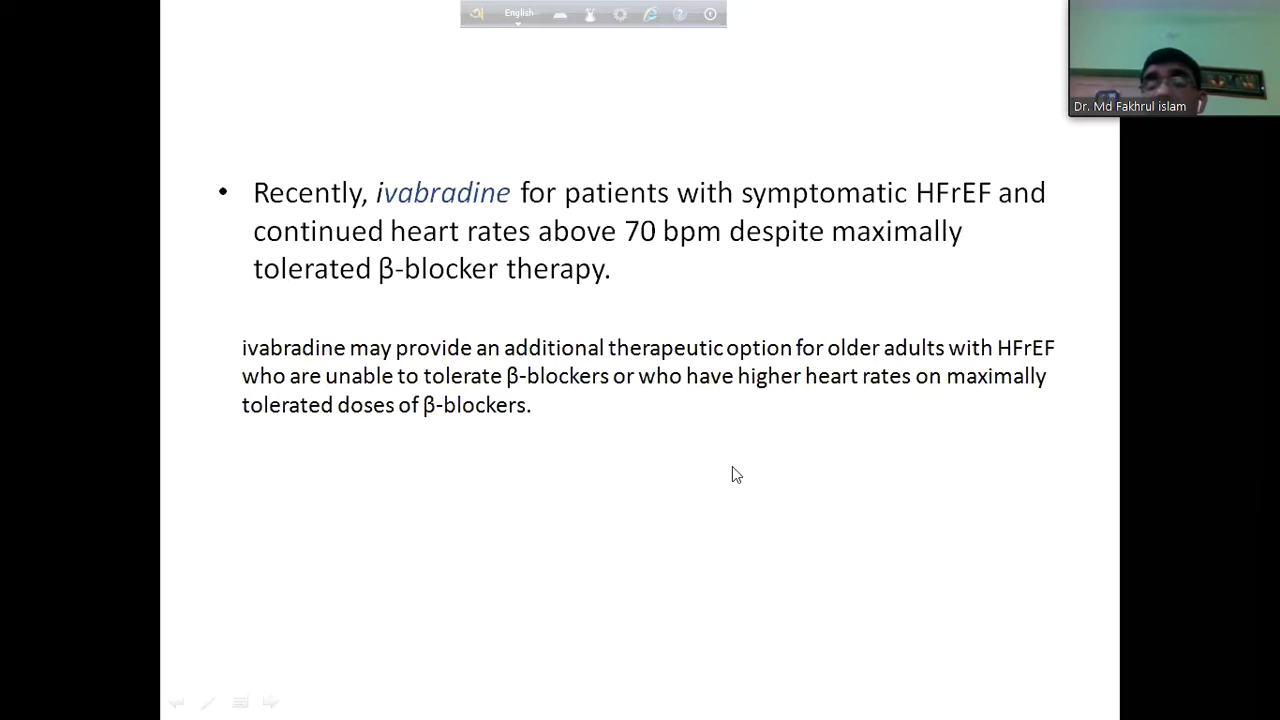 English
Dr. Md Fakhrul islam
• Recently, ivabradine for patients with symptomatic HFrEF and
continued heart rates above 70 bpm despite maximally
tolerated β-blocker therapy.
ivabradine may provide an additional therapeutic option for older adults with HFrEF
who are unable to tolerate β-blockers or who have higher heart rates on maximally
tolerated doses of β-blockers.